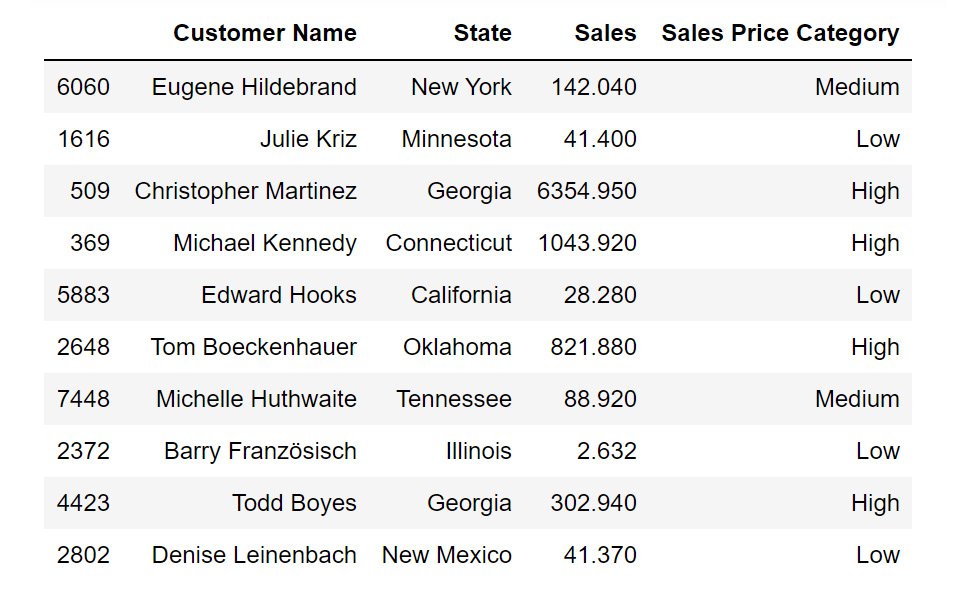 Customer Name State Sales Sales Price Category
6060 Eugene Hildebrand New York 142.040 Medium
1616 Julie Kriz Minnesota 41.400 Low
509 Christopher Martinez Georgia 6354.950 High
369 Michael Kennedy Connecticut 1043.920 High
5883 Edward Hooks California 28.280 Low
2648 Tom Boeckenhauer Oklahoma 821.880 High
7448 Michelle Huthwaite Tennessee 88.920 Medium
2372 Barry Französisch Illinois 2.632 Low
4423 Todd Boyes Georgia 302.940 High
2802 Denise Leinenbach New Mexico 41.370 Low